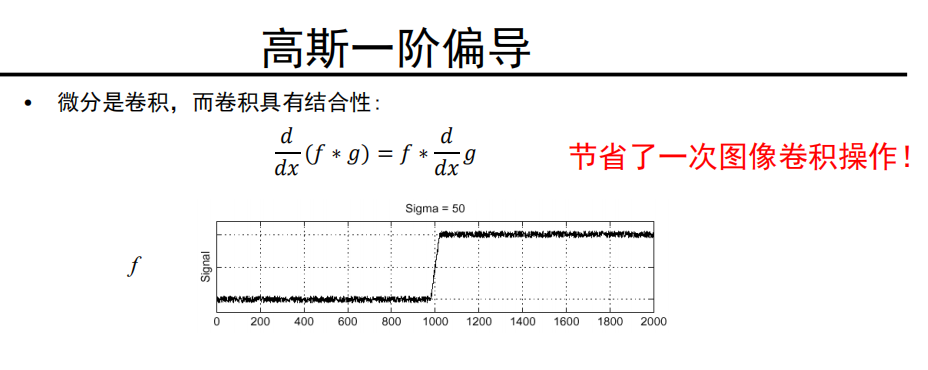 高斯一阶偏导
• 微分是卷积，而卷积具有结合性:
d/dx (f ∗ g) = f ∗ d/dx g
节省了一次图像卷积操作！
Sigma = 50
f
Signal
0 200 400 600 800 1000 1200 1400 1600 1800 2000